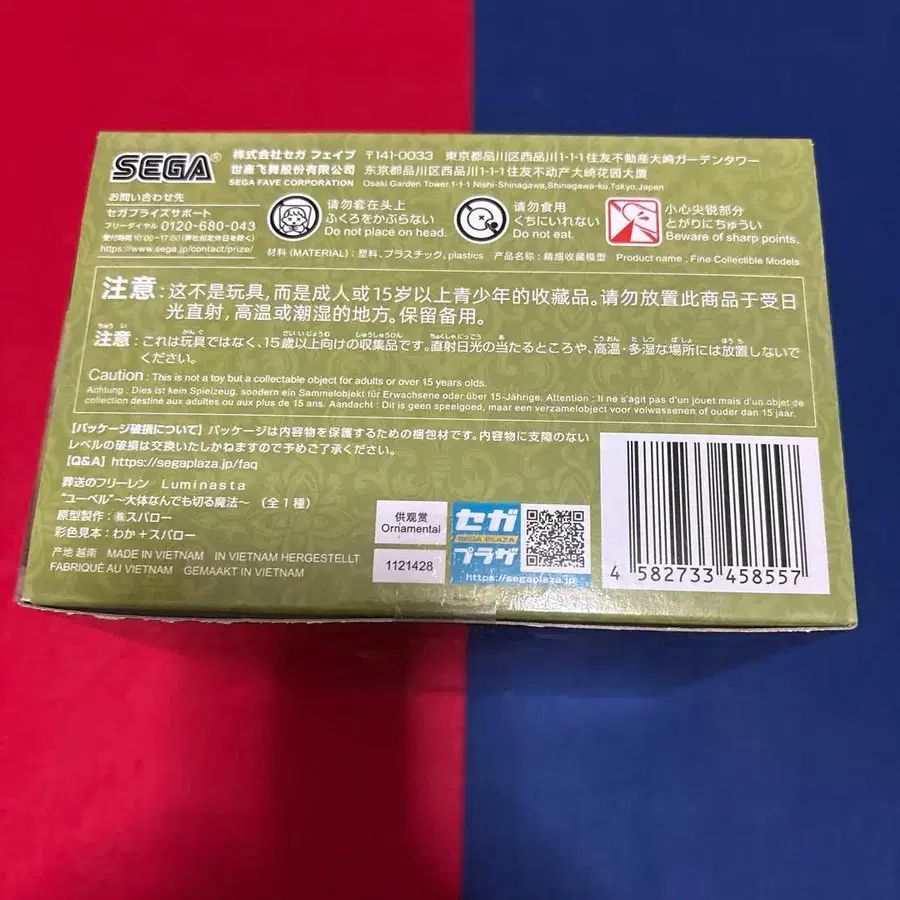 SEGA®
株式会社セガ フェイブ 〒141-0033 東京都品川区西品川1-1-1住友不動産大崎ガーデンタワー
世嘉飞舞股份有限公司 东京都品川区西品川1-1-1住友不动产大崎花园大厦
SEGA FAVE CORPORATION Osaki Garden Tower,1-1-1 Nishi-Shinagawa,Shinagawa-ku,Tokyo,Japan
お問い合わせ先
セガプライズサポート
フリーダイヤル 0120-680-043
受付時間10:00~17:00(弊社指定休日を除く)
https://www.sega.jp/contact/prize/
请勿套在头上
ふくろをかぶらない
Do not place on head.
请勿食用
くちにいれない
Do not eat.
小心尖锐部分
とがりにちゅうい
Beware of sharp points.
材料(MATERIAL):塑料、プラスチック、plastics 产品名称:精细收藏模型 Product name : Fine Collectible Models
注意:这不是玩具,而是成人或15岁以上青少年的收藏品。请勿放置此商品于受日
光直射,高温或潮湿的地方。保留备用。
注意:これは玩具ではなく、15歳以上向けの収集品です。直射日光の当たるところや、高温・多湿な場所には放置しないで
ください。
Caution : This is not a toy but a collectable object for adults or over 15 years olds.
Achtung : Dies ist kein Spielzeug, sondern ein Sammelobjekt für Erwachsene oder über 15-Jährige. Attention : Il ne s'agit pas d'un jouet mais d'un objet de
collection destiné aux adultes ou aux plus de 15 ans. Aandacht : Dit is geen speelgoed, maar een verzamelobject voor volwassenen of ouder dan 15 jaar.
【パッケージ破損について】パッケージは内容物を保護するための梱包材です。内容物に支障のない
レベルの破損は交換いたしかねますので予めご了承ください。
【Q&A】https://segaplaza.jp/faq
葬送のフリーレン Luminasta
“ユーベル”~大体なんでも切る魔法~ (全1種)
原型製作:㈱スパロー
彩色見本:わか+スパロー
产地 越南 MADE IN VIETNAM IN VIETNAM HERGESTELLT
FABRIQUÉ AU VIETNAM GEMAAKT IN VIETNAM
供观赏
Ornamental
1121428
セガ
SEGA PLAZA
プラザ
https://segaplaza.jp
4 582733 458557